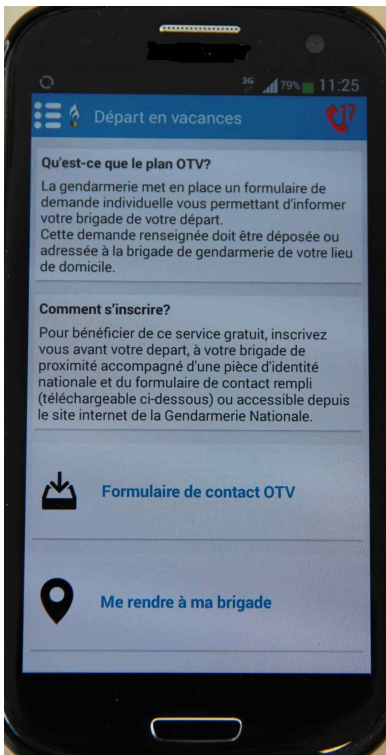 3G 79% 11:25
Départ en vacances 17
Qu'est-ce que le plan OTV?
La gendarmerie met en place un formulaire de
demande individuelle vous permettant d'informer
votre brigade de votre départ.
Cette demande renseignée doit être déposée ou
adressée à la brigade de gendarmerie de votre lieu
de domicile.
Comment s'inscrire?
Pour bénéficier de ce service gratuit, inscrivez
vous avant votre depart, à votre brigade de
proximité accompagné d'une pièce d'identité
nationale et du formulaire de contact rempli
(téléchargeable ci-dessous) ou accessible depuis
le site internet de la Gendarmerie Nationale.
Formulaire de contact OTV
Me rendre à ma brigade